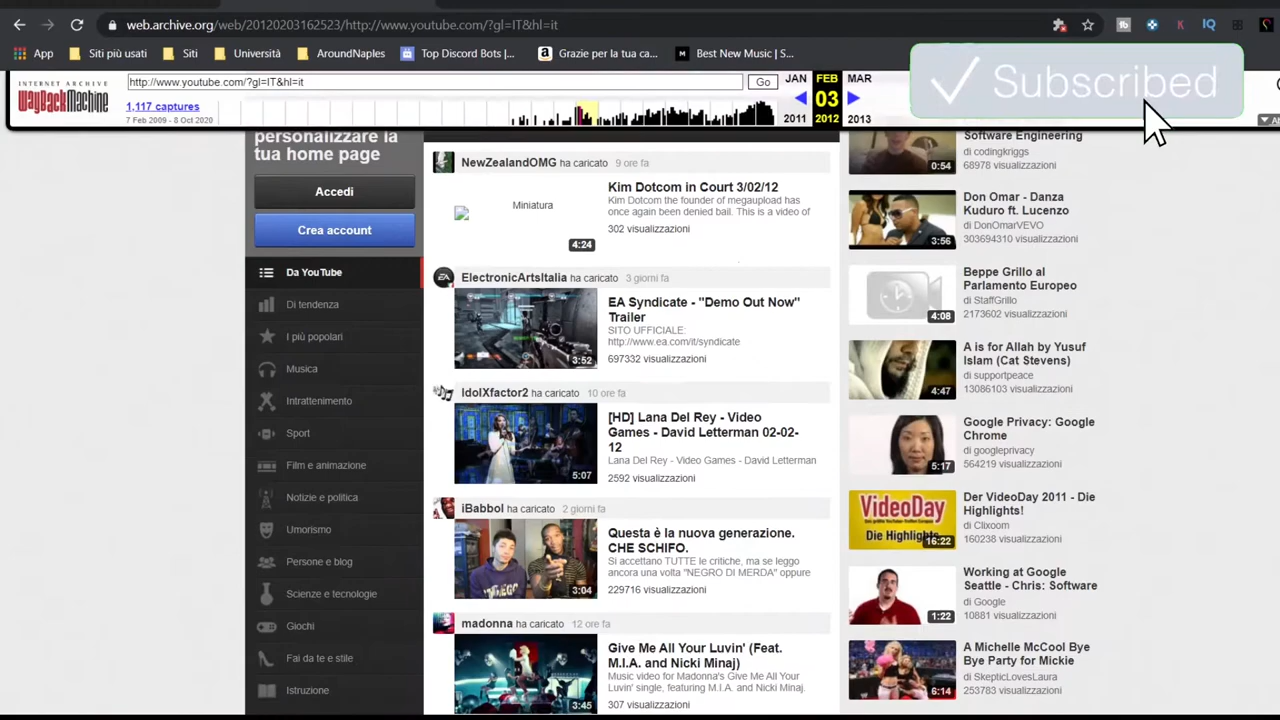 web.archive.org/web/20120203162523/http://www.youtube.com/?gl=IT&hl=it
App
Siti più usati
Siti
Università
AroundNaples
Top Discord Bots |...
Grazie per la tua ca...
Best New Music | S...
INTERNET ARCHIVE
WayBackMachine
http://www.youtube.com/?gl=IT&hl=it
Go
1,117 captures
7 Feb 2009 - 8 Oct 2020
JAN
FEB
MAR
03
2011
2012
2013
Subscribed
personalizzare la
tua home page
Accedi
Crea account
Da YouTube
Di tendenza
I più popolari
Musica
Intrattenimento
Sport
Film e animazione
Notizie e politica
Umorismo
Persone e blog
Scienze e tecnologie
Giochi
Fai da te e stile
Istruzione
NewZealandOMG ha caricato 9 ore fa
Miniatura
4:24
Kim Dotcom in Court 3/02/12
Kim Dotcom the founder of megaupload has
once again been denied bail. This is a video of
302 visualizzazioni
ElectronicArtsItalia ha caricato 3 giorni fa
3:52
EA Syndicate - "Demo Out Now"
Trailer
SITO UFFICIALE:
http://www.ea.com/it/syndicate
697332 visualizzazioni
IdolXfactor2 ha caricato 10 ore fa
5:07
[HD] Lana Del Rey - Video
Games - David Letterman 02-02-
12
Lana Del Rey - Video Games - David Letterman
2592 visualizzazioni
iBabbol ha caricato 2 giorni fa
3:04
Questa è la nuova generazione.
CHE SCHIFO.
Si accettano TUTTE le critiche, ma se leggo
ancora una volta "NEGRO DI MERDA" oppure
229716 visualizzazioni
madonna ha caricato 12 ore fa
3:45
Give Me All Your Luvin' (Feat.
M.I.A. and Nicki Minaj)
Music video for Madonna's Give Me All Your
Luvin' single, featuring M.I.A. and Nicki Minaj.
307 visualizzazioni
0:54
Software Engineering
di codingkriggs
68978 visualizzazioni
3:56
Don Omar - Danza
Kuduro ft. Lucenzo
di DonOmarVEVO
303694310 visualizzazioni
4:08
Beppe Grillo al
Parlamento Europeo
di StaffGrillo
2173602 visualizzazioni
4:47
A is for Allah by Yusuf
Islam (Cat Stevens)
di supportpeace
13086103 visualizzazioni
5:17
Google Privacy: Google
Chrome
di googleprivacy
564219 visualizzazioni
VideoDay
Die Highlights
16:22
Der VideoDay 2011 - Die
Highlights!
di Clixoom
160238 visualizzazioni
1:22
Working at Google
Seattle - Chris: Software
di Google
10881 visualizzazioni
6:14
A Michelle McCool Bye
Bye Party for Mickie
di SkepticLovesLaura
253783 visualizzazioni